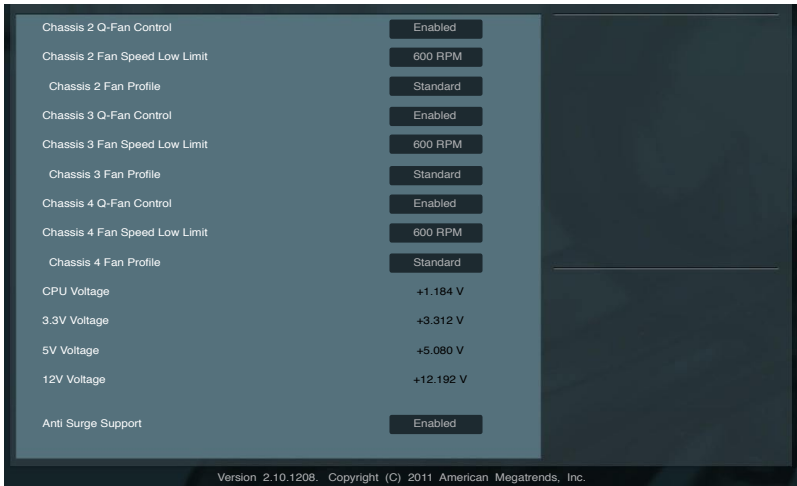 Chassis 2 Q-Fan Control Enabled
Chassis 2 Fan Speed Low Limit 600 RPM
Chassis 2 Fan Profile Standard
Chassis 3 Q-Fan Control Enabled
Chassis 3 Fan Speed Low Limit 600 RPM
Chassis 3 Fan Profile Standard
Chassis 4 Q-Fan Control Enabled
Chassis 4 Fan Speed Low Limit 600 RPM
Chassis 4 Fan Profile Standard
CPU Voltage +1.184 V
3.3V Voltage +3.312 V
5V Voltage +5.080 V
12V Voltage +12.192 V
Anti Surge Support Enabled
Version 2.10.1208. Copyright (C) 2011 American Megatrends, Inc.